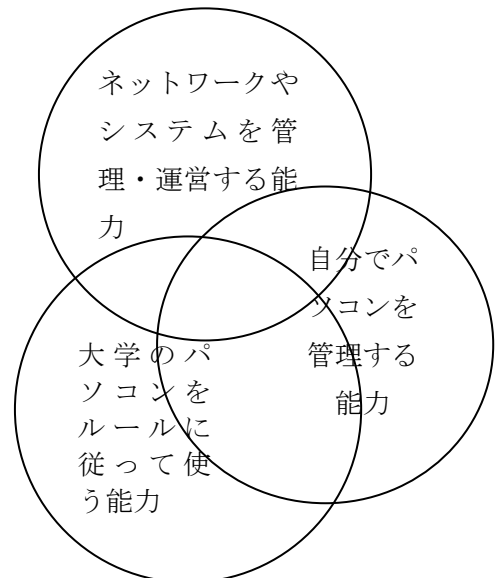 ネットワークや
システムを管
理・運営する能
力
自分でパ
ソコンを
管理する
能力
大学のパ
ソコンを
ルールに
従って使
う能力